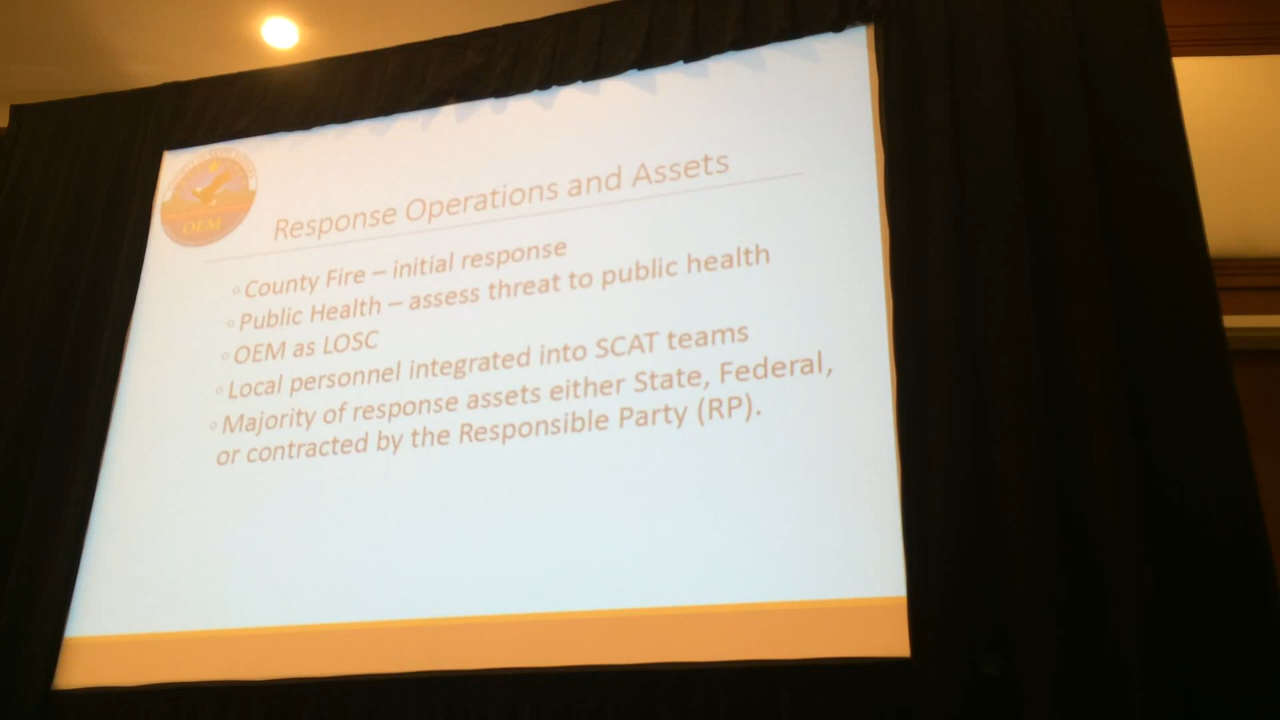 OEM
Response Operations and Assets
County Fire – initial response
Public Health – assess threat to public health
OEM as LOSC
Local personnel integrated into SCAT teams
Majority of response assets either State, Federal,
or contracted by the Responsible Party (RP).